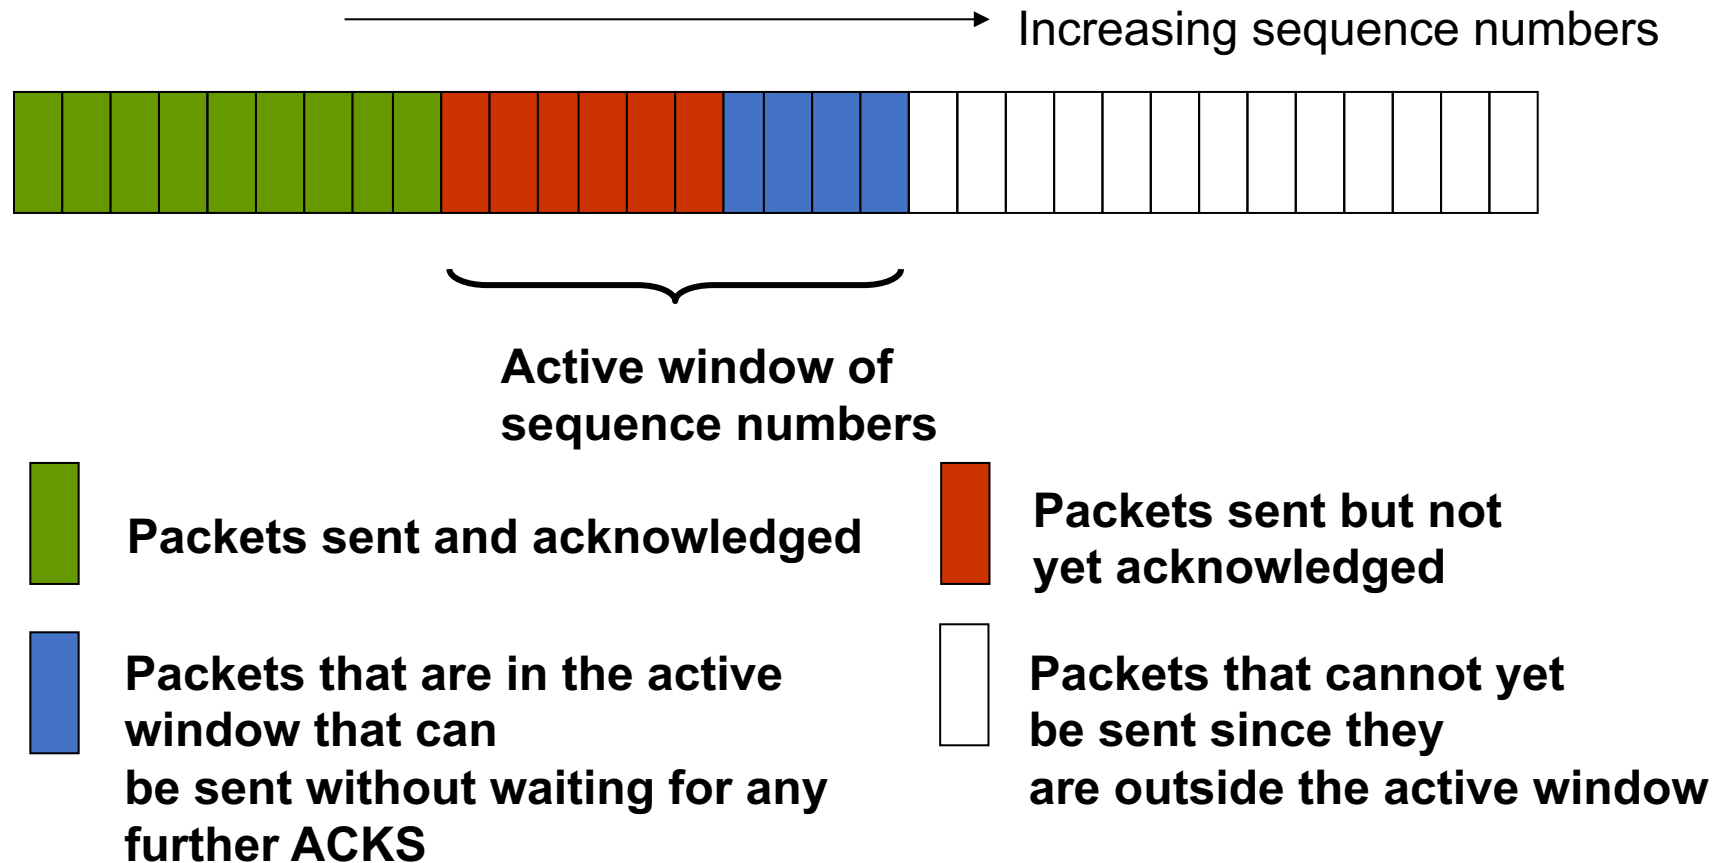 Increasing sequence numbers
Active window of
sequence numbers
Packets sent and acknowledged
Packets sent but not
yet acknowledged
Packets that are in the active
window that can
be sent without waiting for any
further ACKS
Packets that cannot yet
be sent since they
are outside the active window